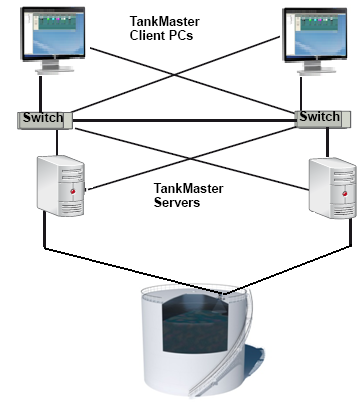 TankMaster
Client PCs
Switch
Switch
TankMaster
Servers